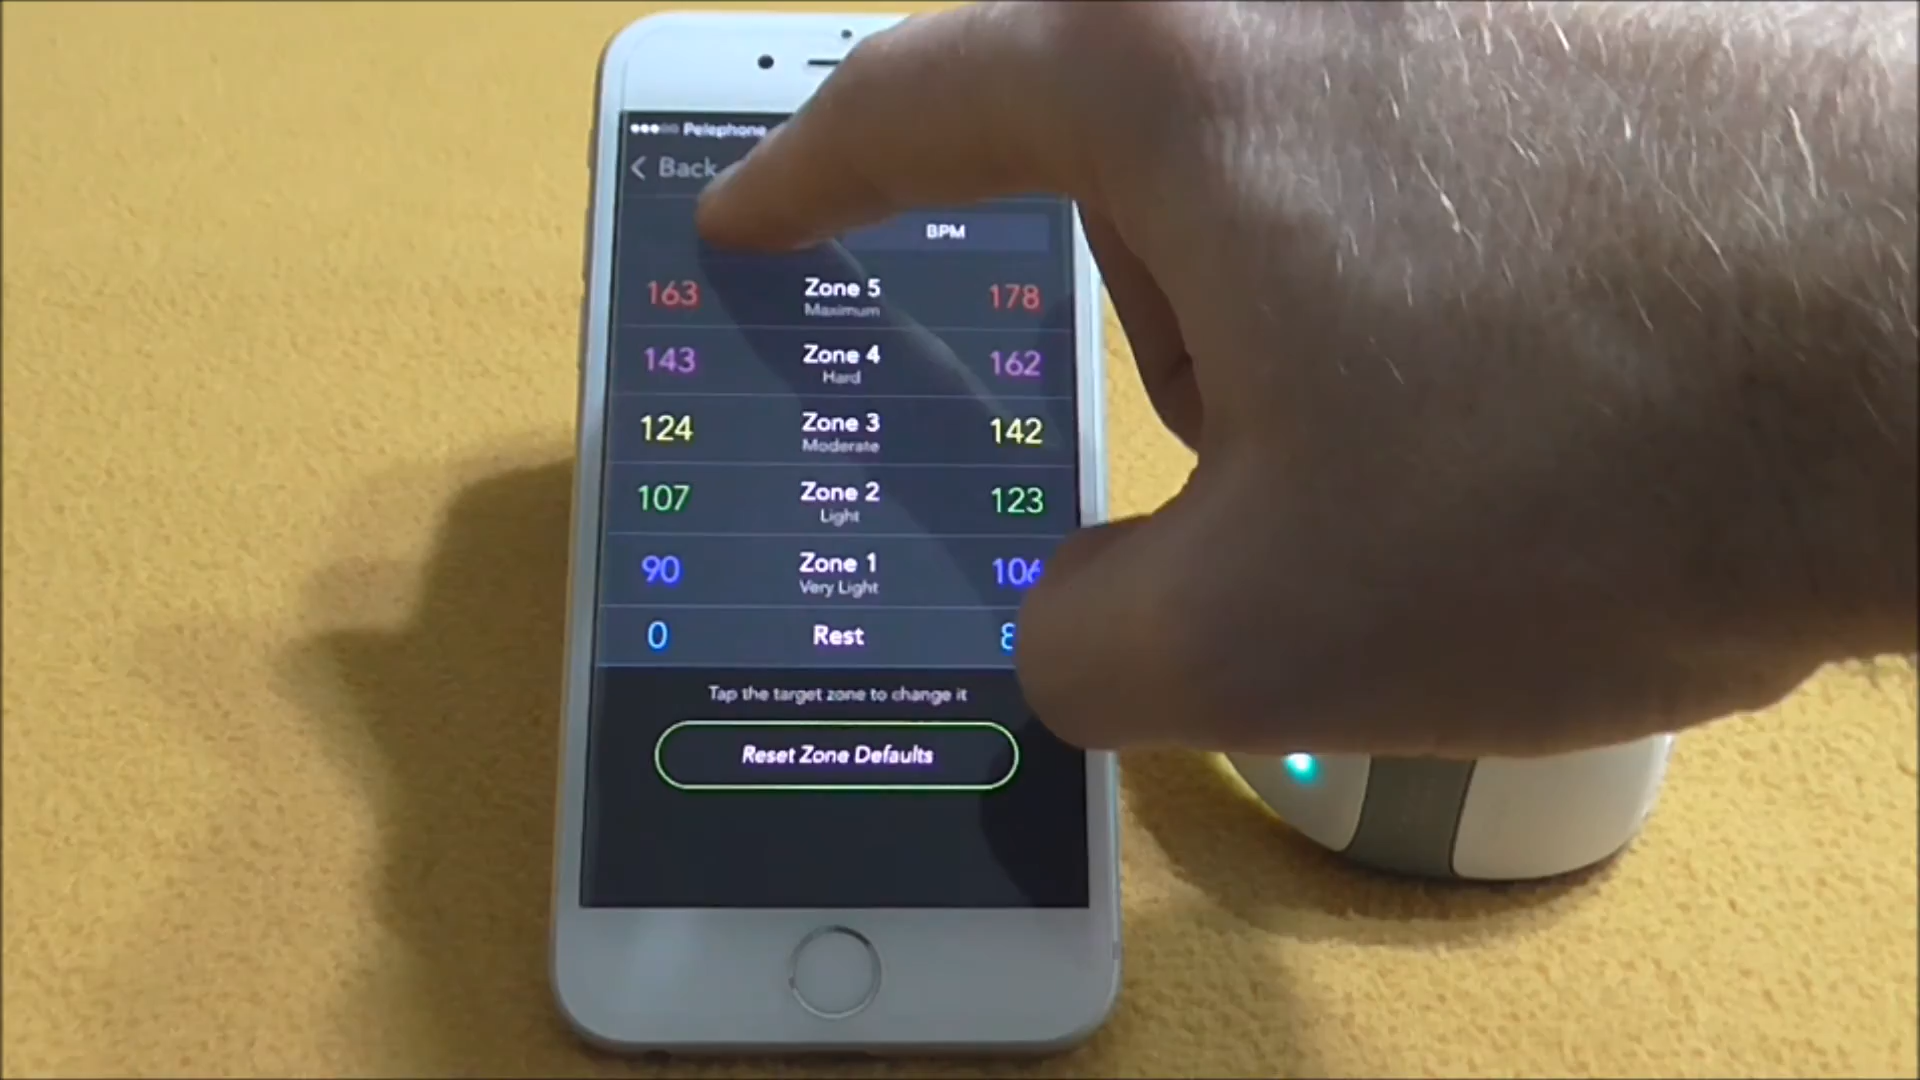 Pelephone
Back
BPM
163 Zone 5 178
Maximum
143 Zone 4 162
Hard
124 Zone 3 142
Moderate
107 Zone 2 123
Light
90 Zone 1 106
Very Light
0 Rest
Tap the target zone to change it
Reset Zone Defaults